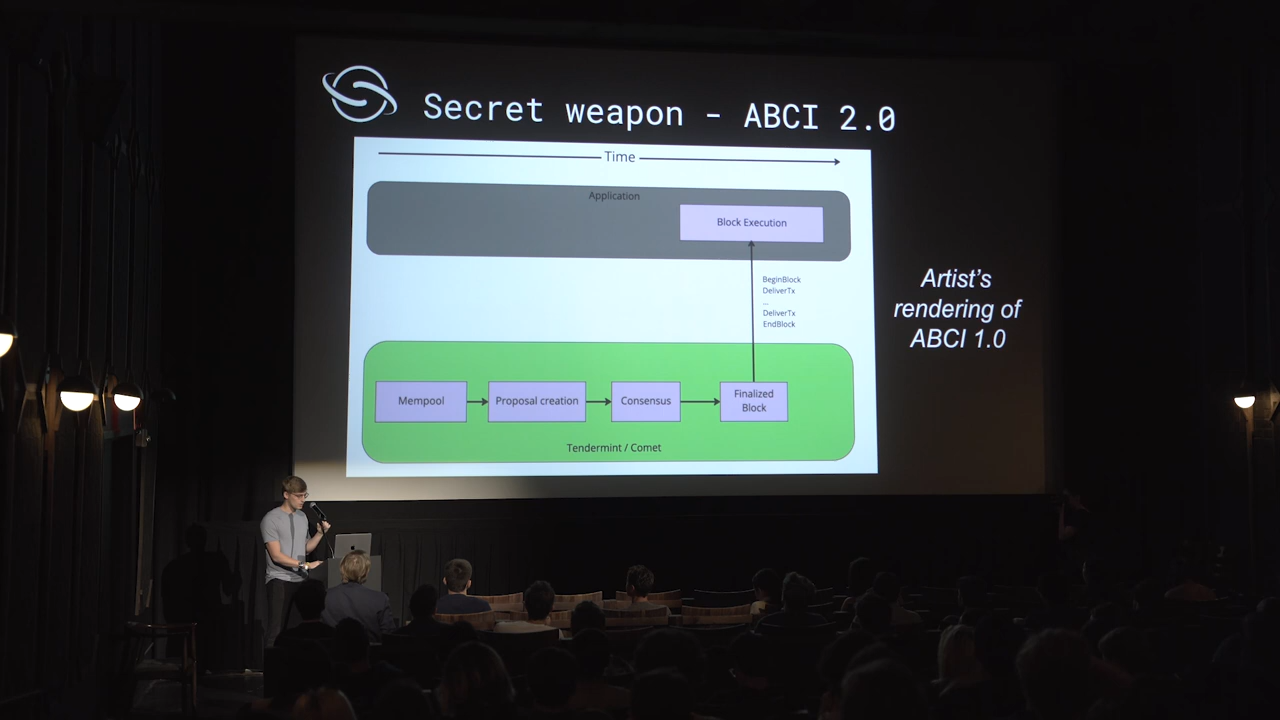 Secret weapon - ABCI 2.0
Time
Application
Block Execution
BeginBlock
DeliverTx
...
DeliverTx
EndBlock
Artist's
rendering of
ABCI 1.0
Mempool
Proposal creation
Consensus
Finalized
Block
Tendermint / Comet